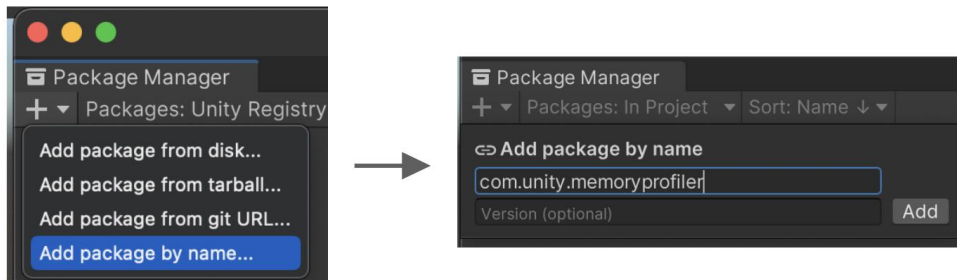 Package Manager
Packages: Unity Registry
Add package from disk...
Add package from tarball...
Add package from git URL...
Add package by name...
Package Manager
Packages: In Project Sort: Name ↓
Add package by name
com.unity.memoryprofiler
Version (optional) Add